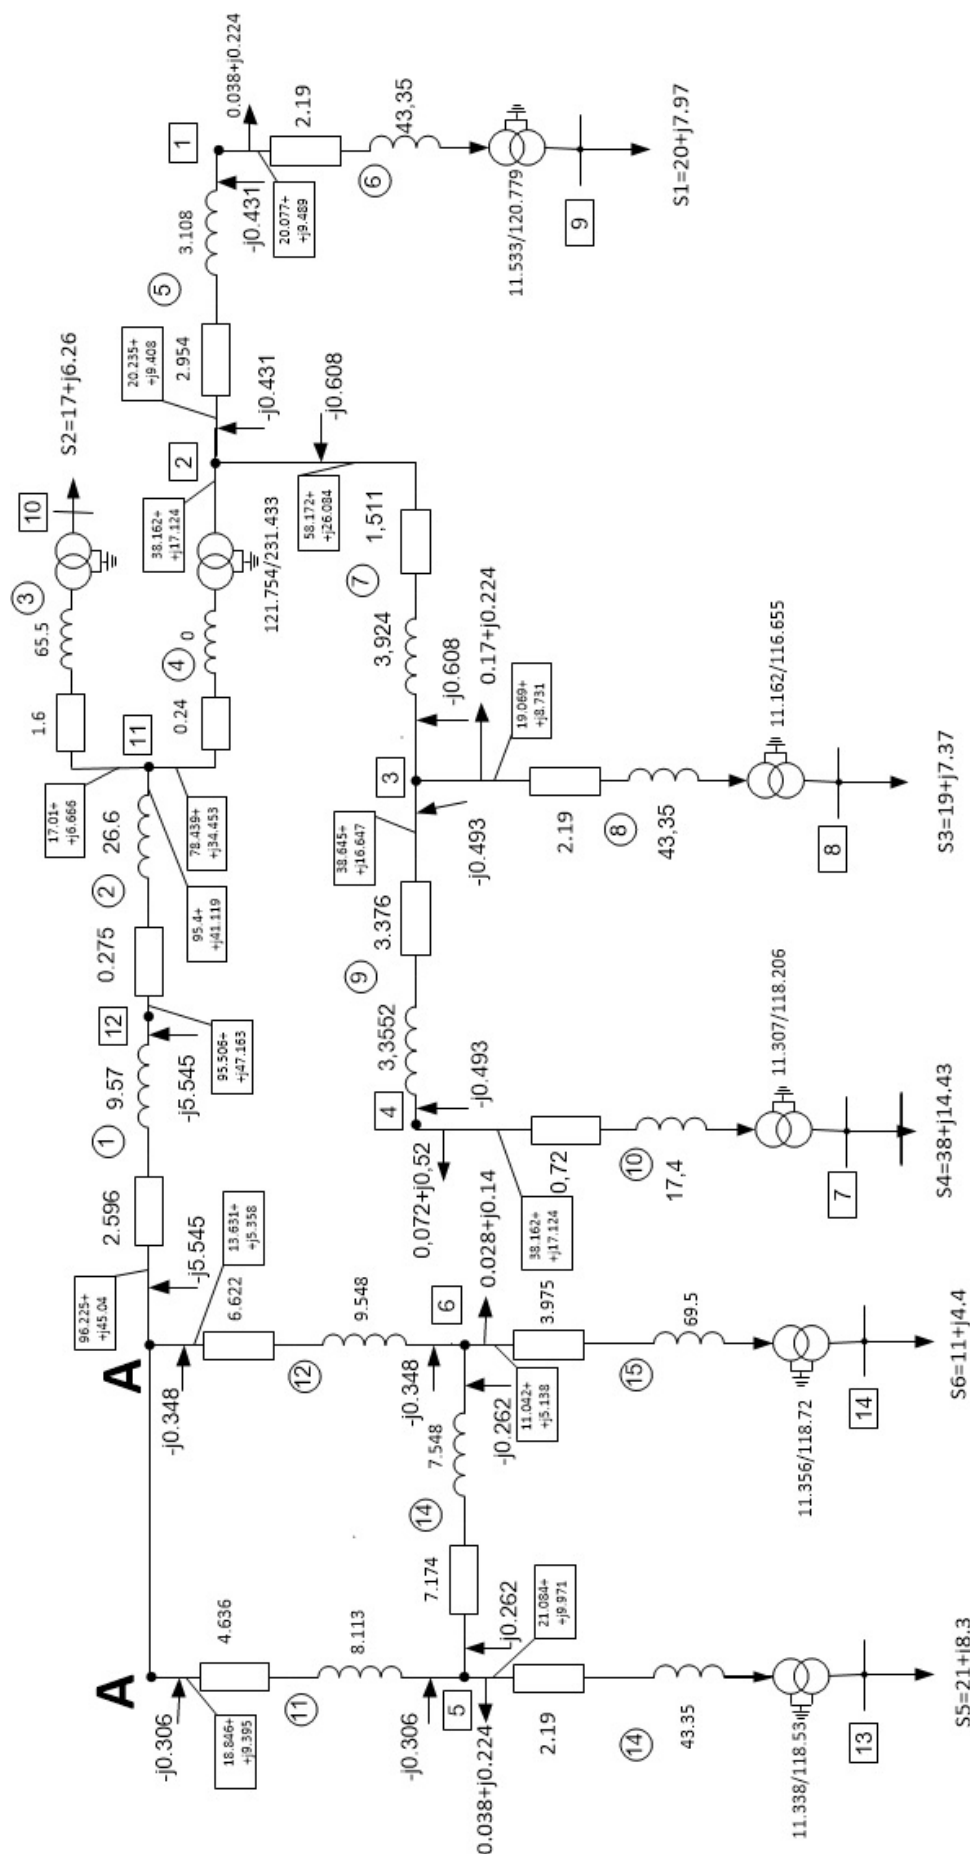 A
A
-j0.306
18.846+
+j9.395
4.636
11
8.113
-j0.306
5
0.038+j0.224
21.084+
+j9.971
2.19
14
43.35
11.338/118.53
13
S5=21+j8.3
-j0.262
7.174
14
7.548
-j0.262
-j0.348
13.631+
+j5.358
6.622
12
9.548
-j0.348
6
0.028+j0.14
11.042+
+j5.138
3.975
15
69.5
11.356/118.72
14
S6=11+j4.4
96.225+
+j45.04
-j5.545
2.596
1
9.57
-j5.545
12
95.506+
+j47.163
0.275
2
26.6
95.4+
+j41.119
11
17.01+
+j6.666
1.6
65.5
3
10
S2=17+j6.26
78.439+
+j34.453
0.24
4
0
121.754/231.433
38.162+
+j17.124
2
-j0.431
20.235+
+j9.408
2.954
5
3.108
-j0.431
1
0.038+j0.224
20.077+
+j9.489
2.19
6
43,35
11.533/120.779
9
S1=20+j7.97
-j0.608
58.172+
+j26.084
1,511
7
3,924
-j0.608
3
0.17+j0.224
19.069+
+j8.731
2.19
8
43,35
11.162/116.655
8
S3=19+j7.37
-j0.493
38.645+
+j16.647
3.376
9
3,3552
-j0.493
4
0,072+j0,52
38.162+
+j17.124
0,72
10
17,4
11.307/118.206
7
S4=38+j14.43